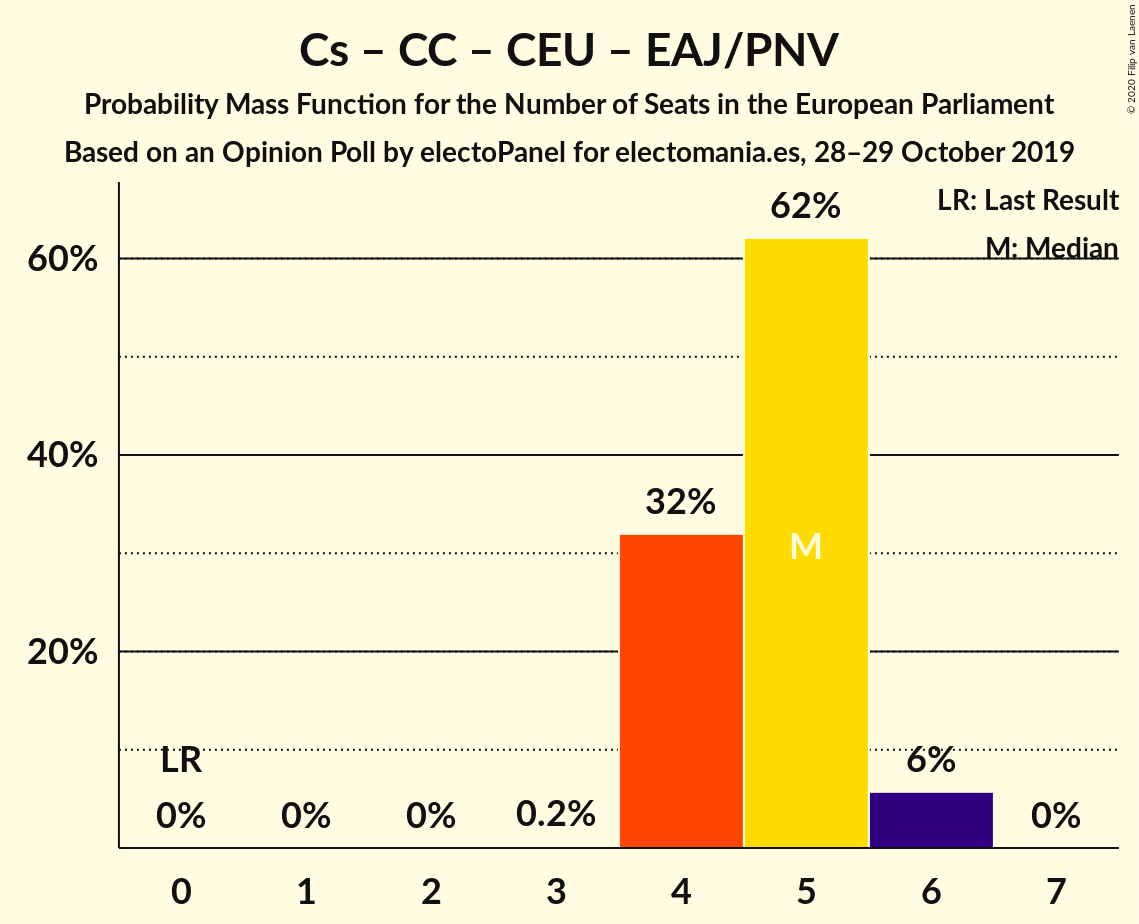 Cs – CC – CEU – EAJ/PNV
Probability Mass Function for the Number of Seats in the European Parliament
Based on an Opinion Poll by electoPanel for electomania.es, 28–29 October 2019
© 2020 Filip van Laenen
LR: Last Result
M: Median
60%
40%
20%
62%
32%
M
LR
6%
0%
0%
0%
0.2%
0%
0
1
2
3
4
5
6
7